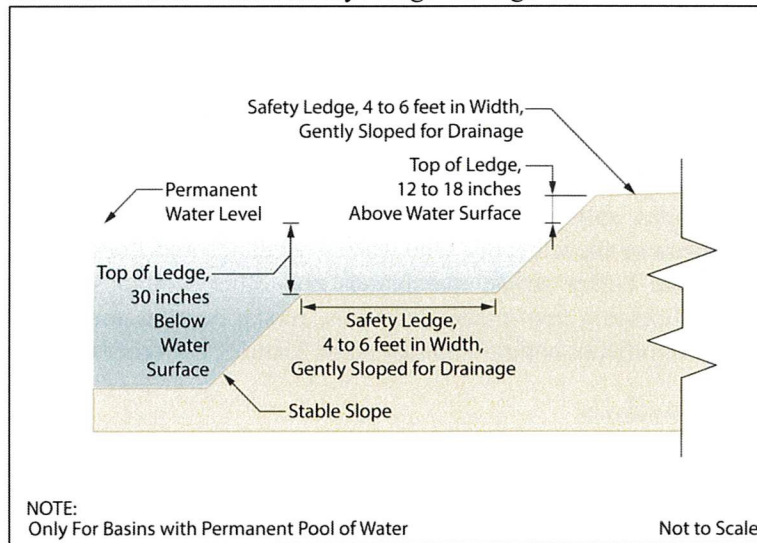 Safety Ledge, 4 to 6 feet in Width,
Gently Sloped for Drainage
Top of Ledge,
12 to 18 inches
Above Water Surface
Permanent
Water Level
Top of Ledge,
30 inches
Below
Water
Surface
Safety Ledge,
4 to 6 feet in Width,
Gently Sloped for Drainage
Stable Slope
NOTE:
Only For Basins with Permanent Pool of Water
Not to Scale